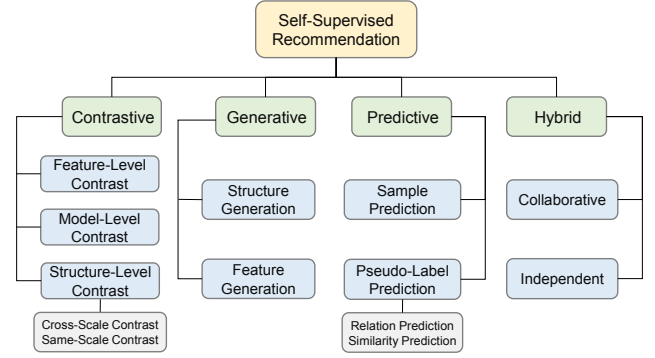 Self-Supervised
Recommendation
Contrastive
Generative
Predictive
Hybrid
Feature-Level
Contrast
Model-Level
Contrast
Structure-Level
Contrast
Cross-Scale Contrast
Same-Scale Contrast
Structure
Generation
Feature
Generation
Sample
Prediction
Pseudo-Label
Prediction
Relation Prediction
Similarity Prediction
Collaborative
Independent